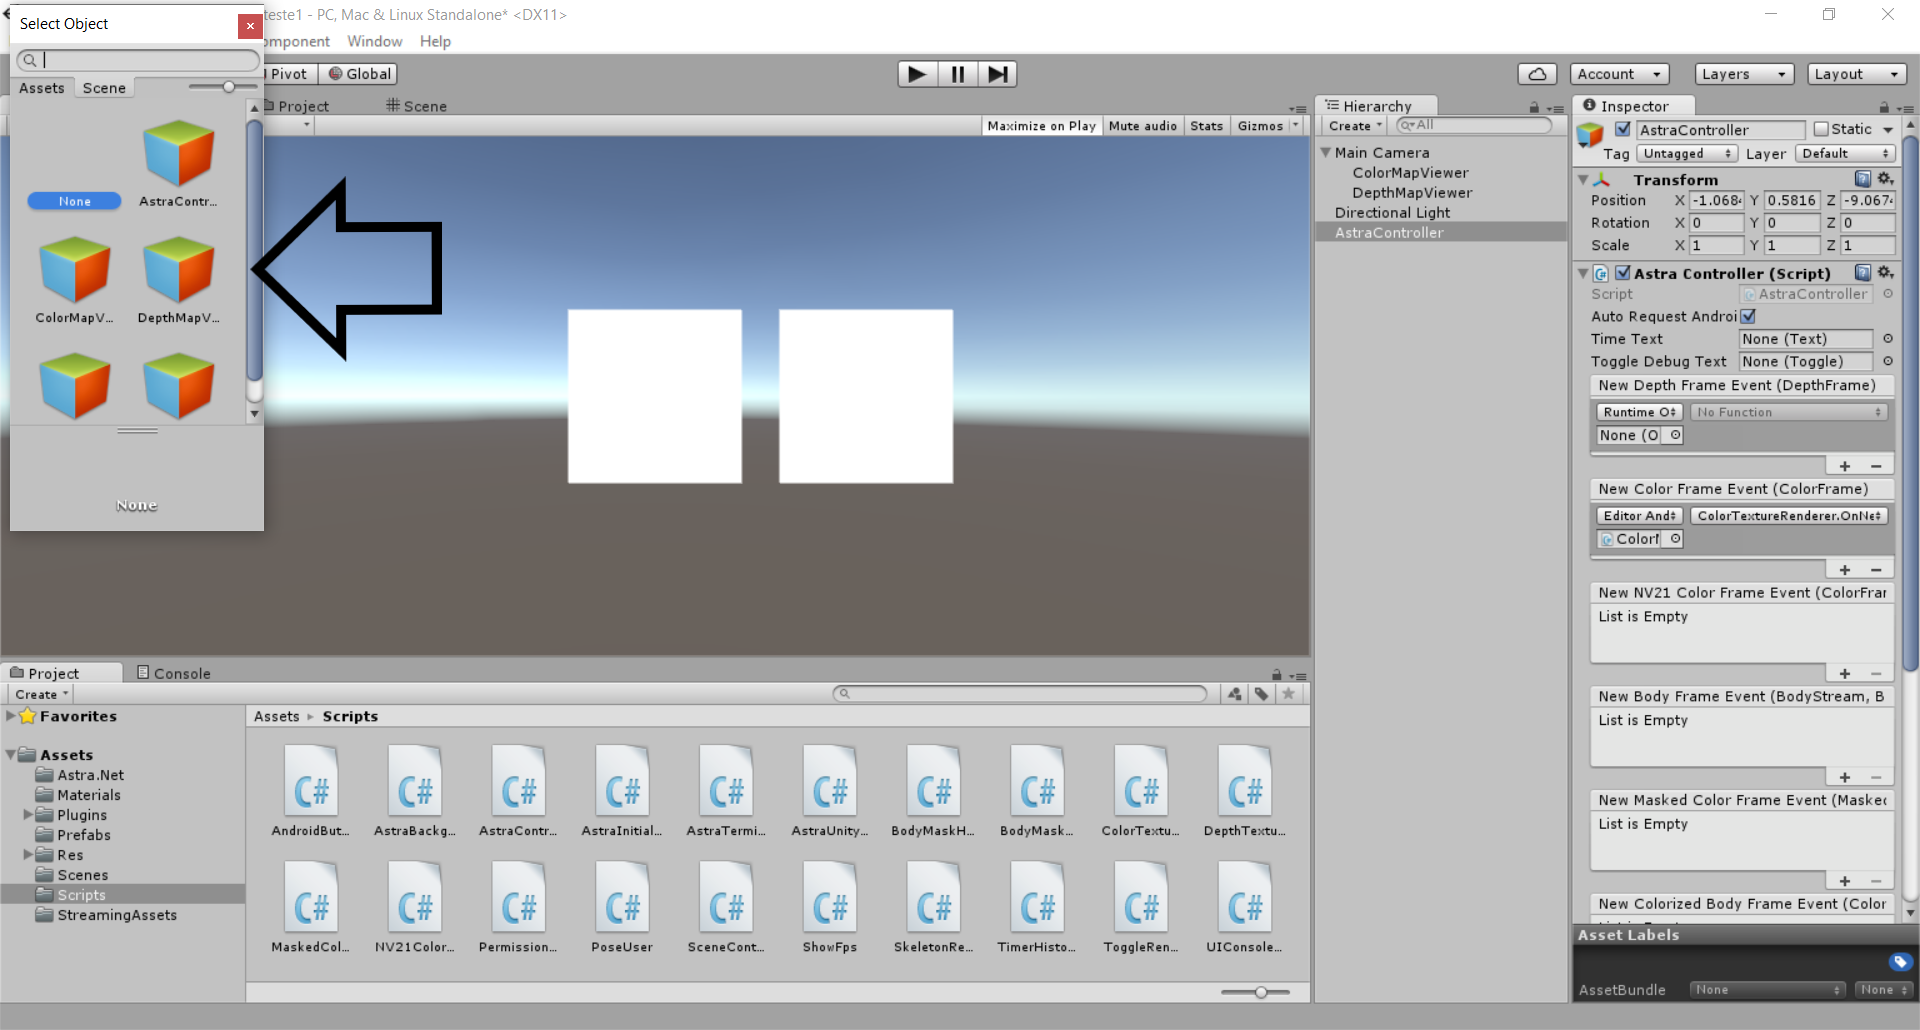 Select Object
teste1 - PC, Mac & Linux Standalone* <DX11>
omponent Window Help
Pivot Global
Account Layers Layout
Assets Scene
Project Scene
Maximize on Play Mute audio Stats Gizmos
None AstraContr...
ColorMapV... DepthMapV...
None
Hierarchy
Create All
Main Camera
ColorMapViewer
DepthMapViewer
Directional Light
AstraController
Inspector
AstraController Static
Tag Untagged Layer Default
Transform
Position X -1.068 Y 0.5816 Z -9.067
Rotation X 0 Y 0 Z 0
Scale X 1 Y 1 Z 1
Astra Controller (Script)
Script AstraController
Auto Request Androi
Time Text None (Text)
Toggle Debug Text None (Toggle)
New Depth Frame Event (DepthFrame)
Runtime O No Function
None (O
+ −
New Color Frame Event (ColorFrame)
Editor And ColorTextureRenderer.OnNe
Color
+ −
New NV21 Color Frame Event (ColorFrar
List is Empty
+ −
New Body Frame Event (BodyStream, B
List is Empty
+ −
New Masked Color Frame Event (Masked
List is Empty
+ −
New Colorized Body Frame Event (Color
Asset Labels
AssetBundle None None
Project Console
Create
Favorites
Assets
Astra.Net
Materials
Plugins
Prefabs
Res
Scenes
Scripts
StreamingAssets
Assets ▸ Scripts
C# C# C# C# C# C# C# C# C# C#
AndroidBut... AstraBackg... AstraContr... AstraInitial... AstraTermi... AstraUnity... BodyMaskH... BodyMask... ColorTextu... DepthTextu...
C# C# C# C# C# C# C# C# C# C#
MaskedCol... NV21Color... Permission... PoseUser SceneCont... ShowFps SkeletonRe... TimerHisto... ToggleRen... UIConsole...